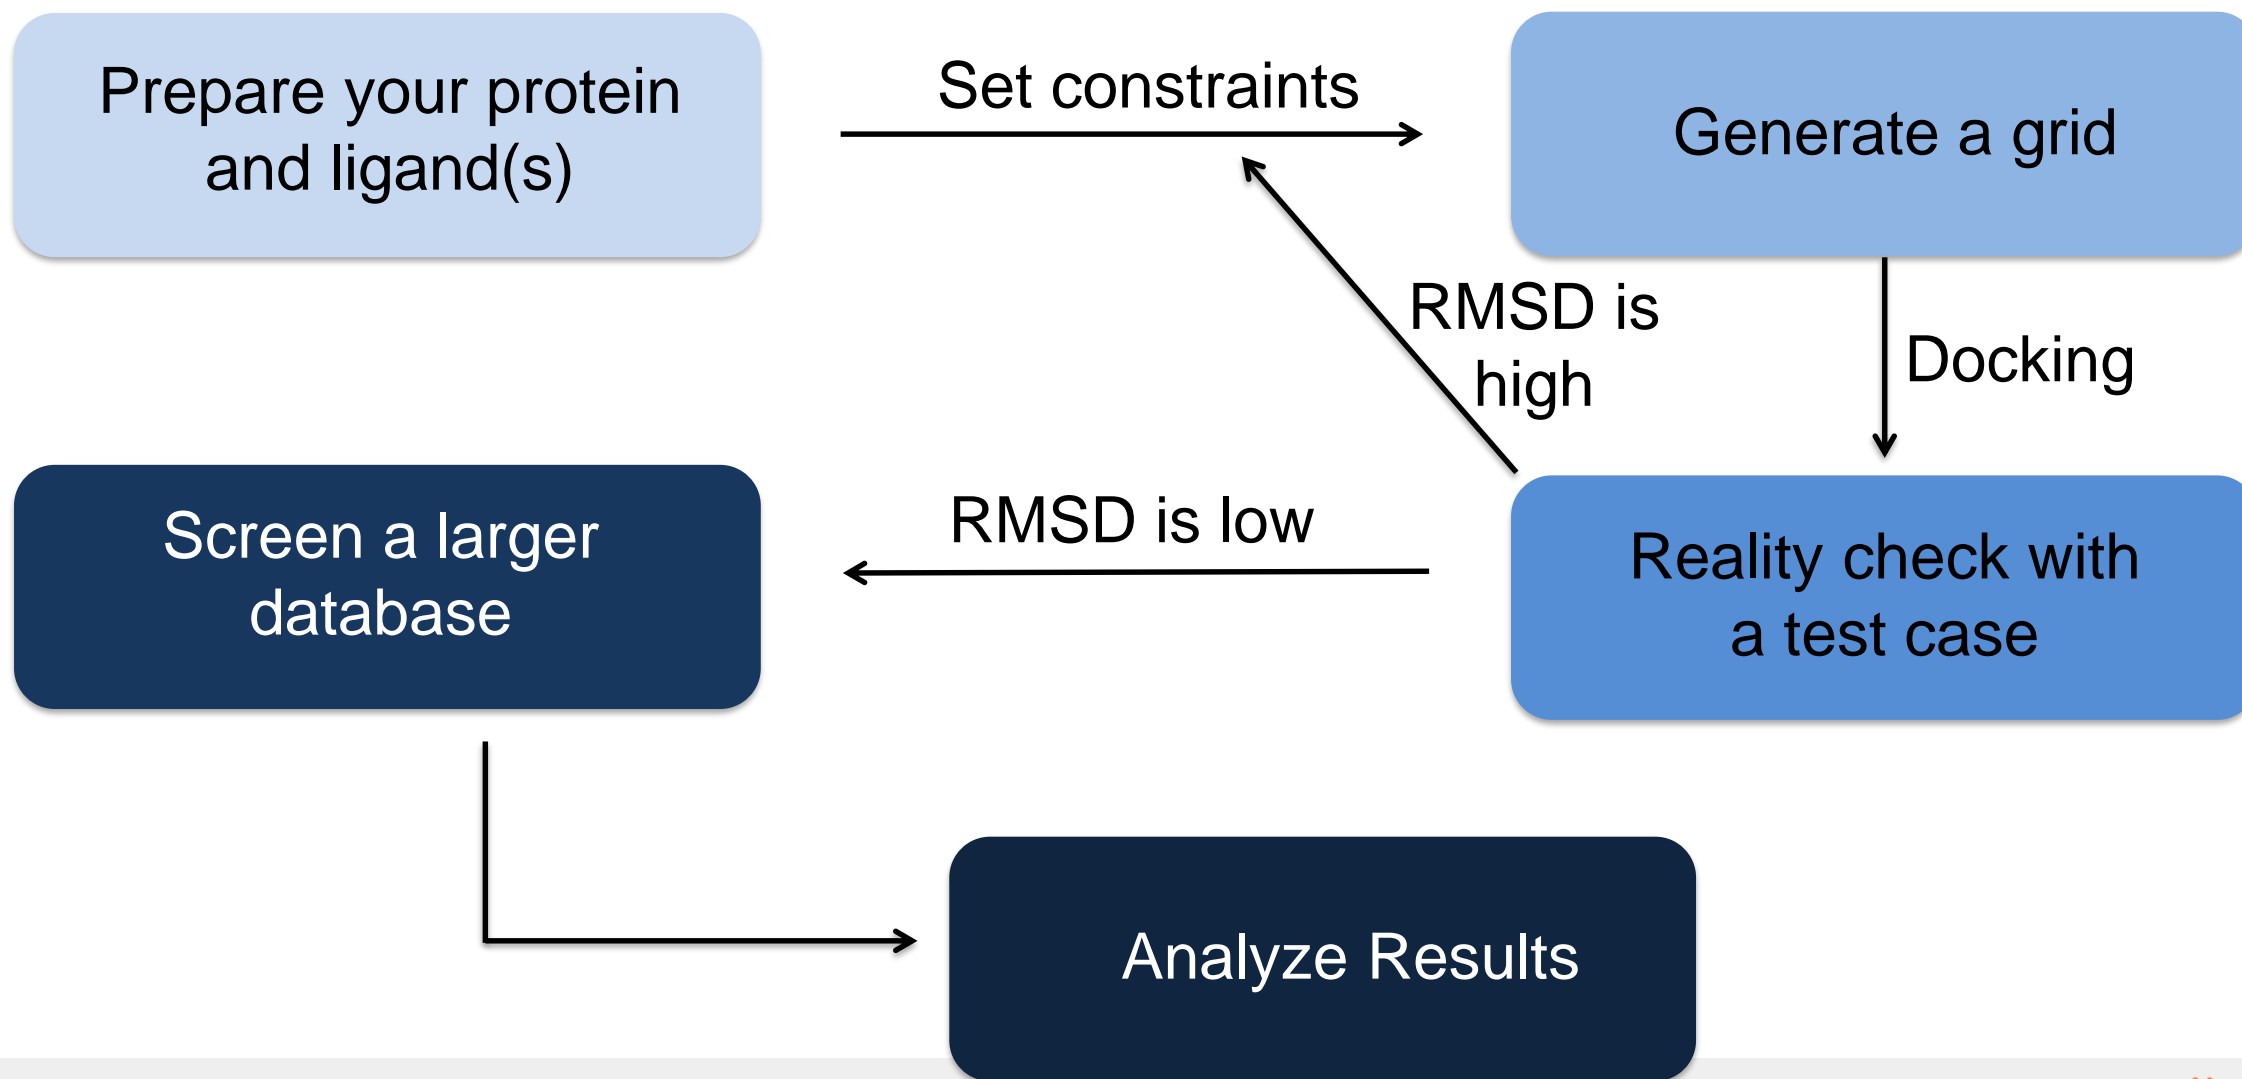 Prepare your protein
and ligand(s)
Set constraints
Generate a grid
RMSD is
high
Docking
Reality check with
a test case
RMSD is low
Screen a larger
database
Analyze Results